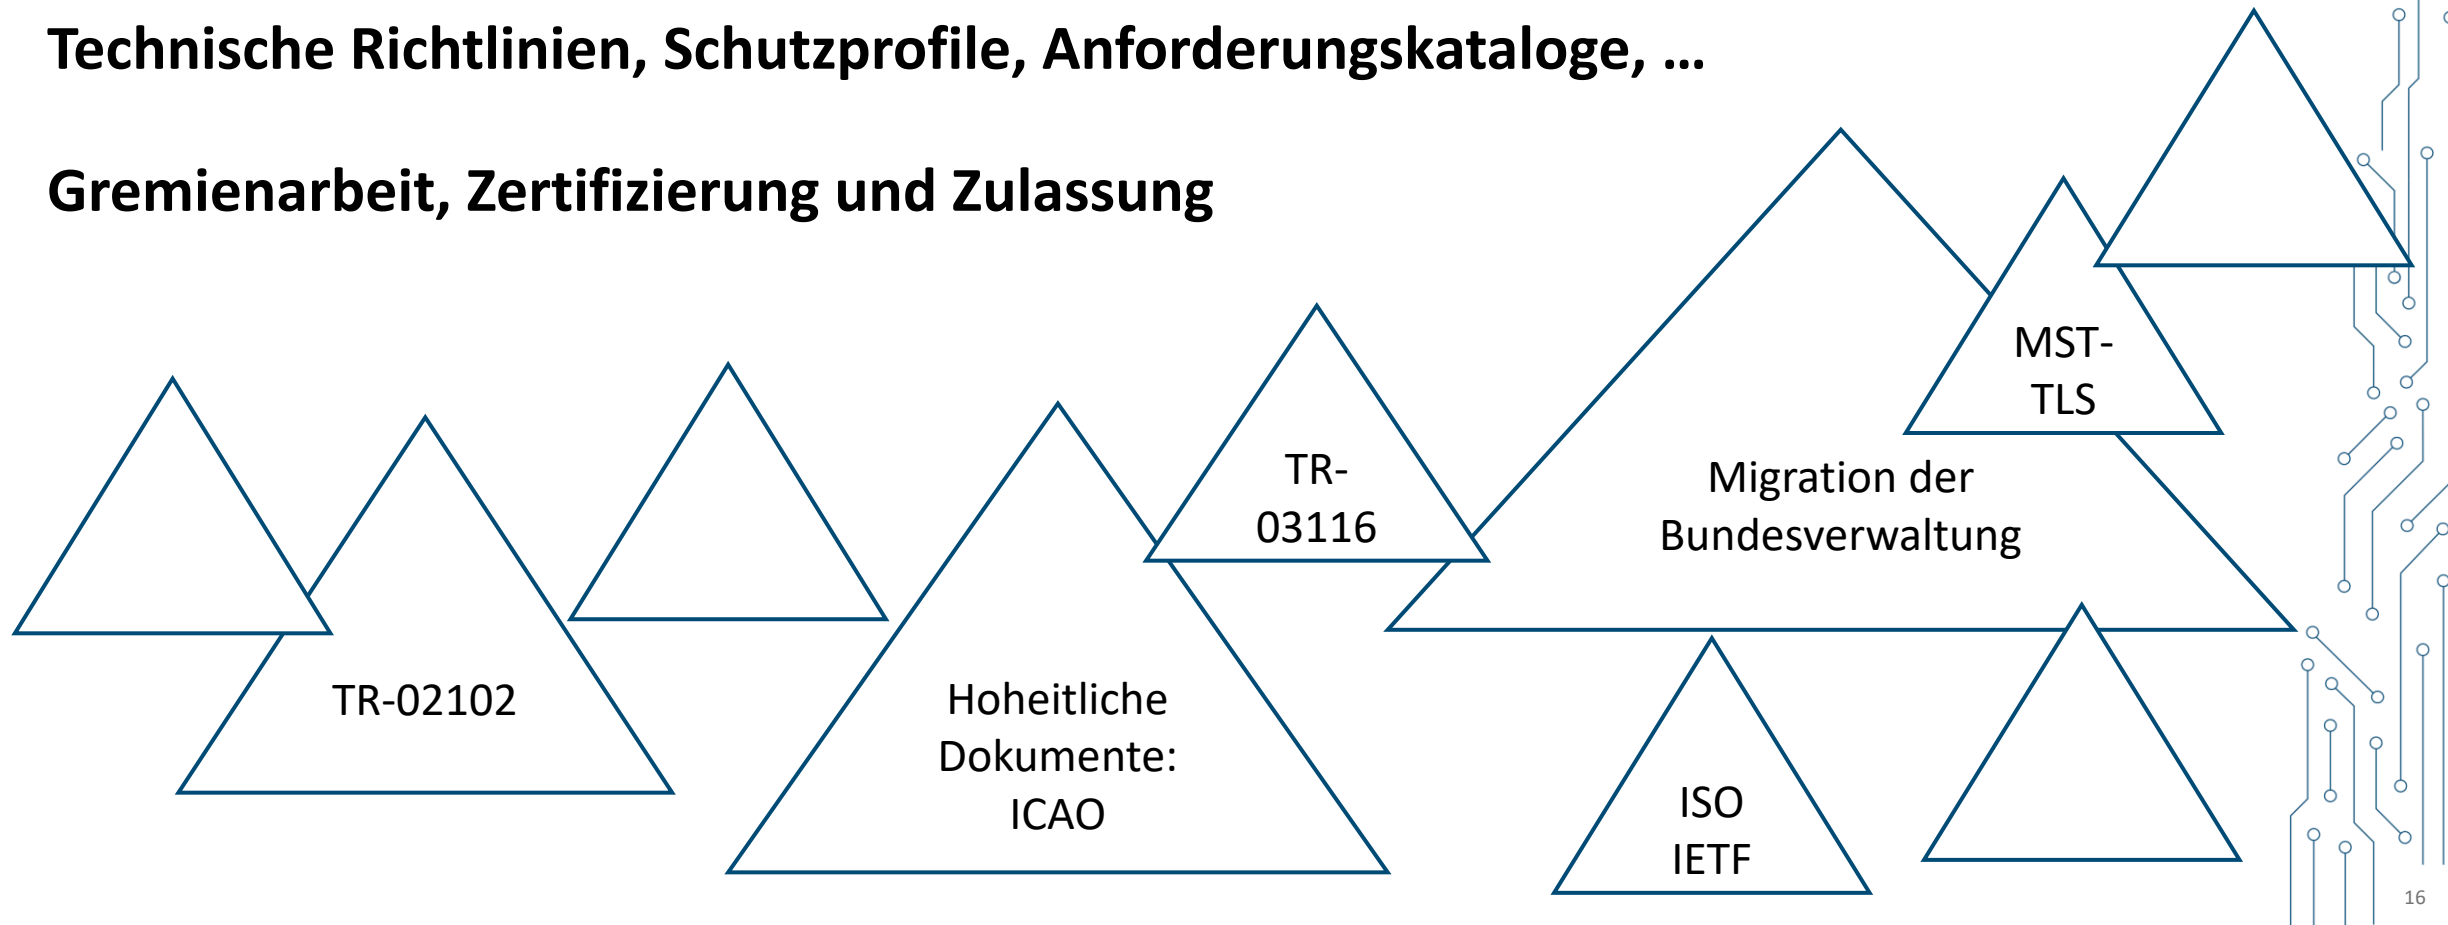 Technische Richtlinien, Schutzprofile, Anforderungskataloge, …
Gremienarbeit, Zertifizierung und Zulassung
TR-02102
Hoheitliche
Dokumente:
ICAO
TR-
03116
Migration der
Bundesverwaltung
MST-
TLS
ISO
IETF
16